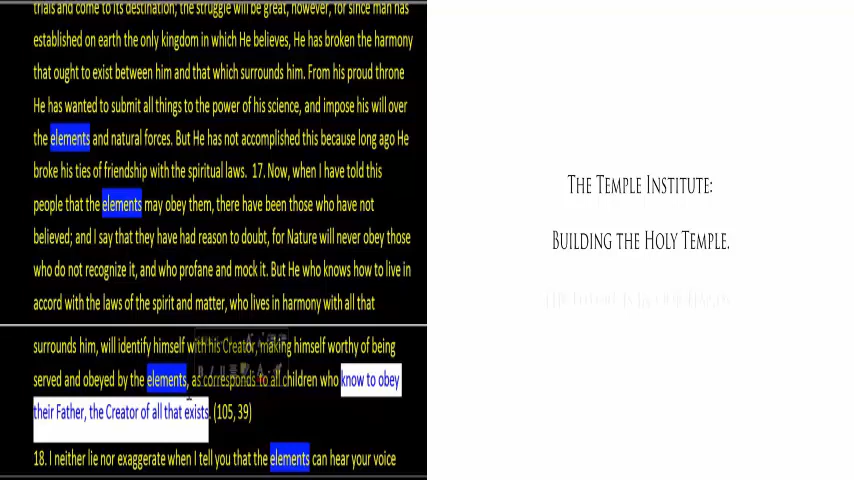 trials and come to its destination; the struggle will be great, however, for since man has
established on earth the only kingdom in which He believes, He has broken the harmony
that ought to exist between him and that which surrounds him. From his proud throne
He has wanted to submit all things to the power of his science, and impose his will over
the elements and natural forces. But He has not accomplished this because long ago He
broke his ties of friendship with the spiritual laws. 17. Now, when I have told this
people that the elements may obey them, there have been those who have not
believed; and I say that they have had reason to doubt, for Nature will never obey those
who do not recognize it, and who profane and mock it. But He who knows how to live in
accord with the laws of the spirit and matter, who lives in harmony with all that
surrounds him, will identify himself with his Creator, making himself worthy of being
served and obeyed by the elements, as corresponds to all children who know to obey
their Father, the Creator of all that exists. (105, 39)
18. I neither lie nor exaggerate when I tell you that the elements can hear your voice
The Temple Institute:
Building the Holy Temple.